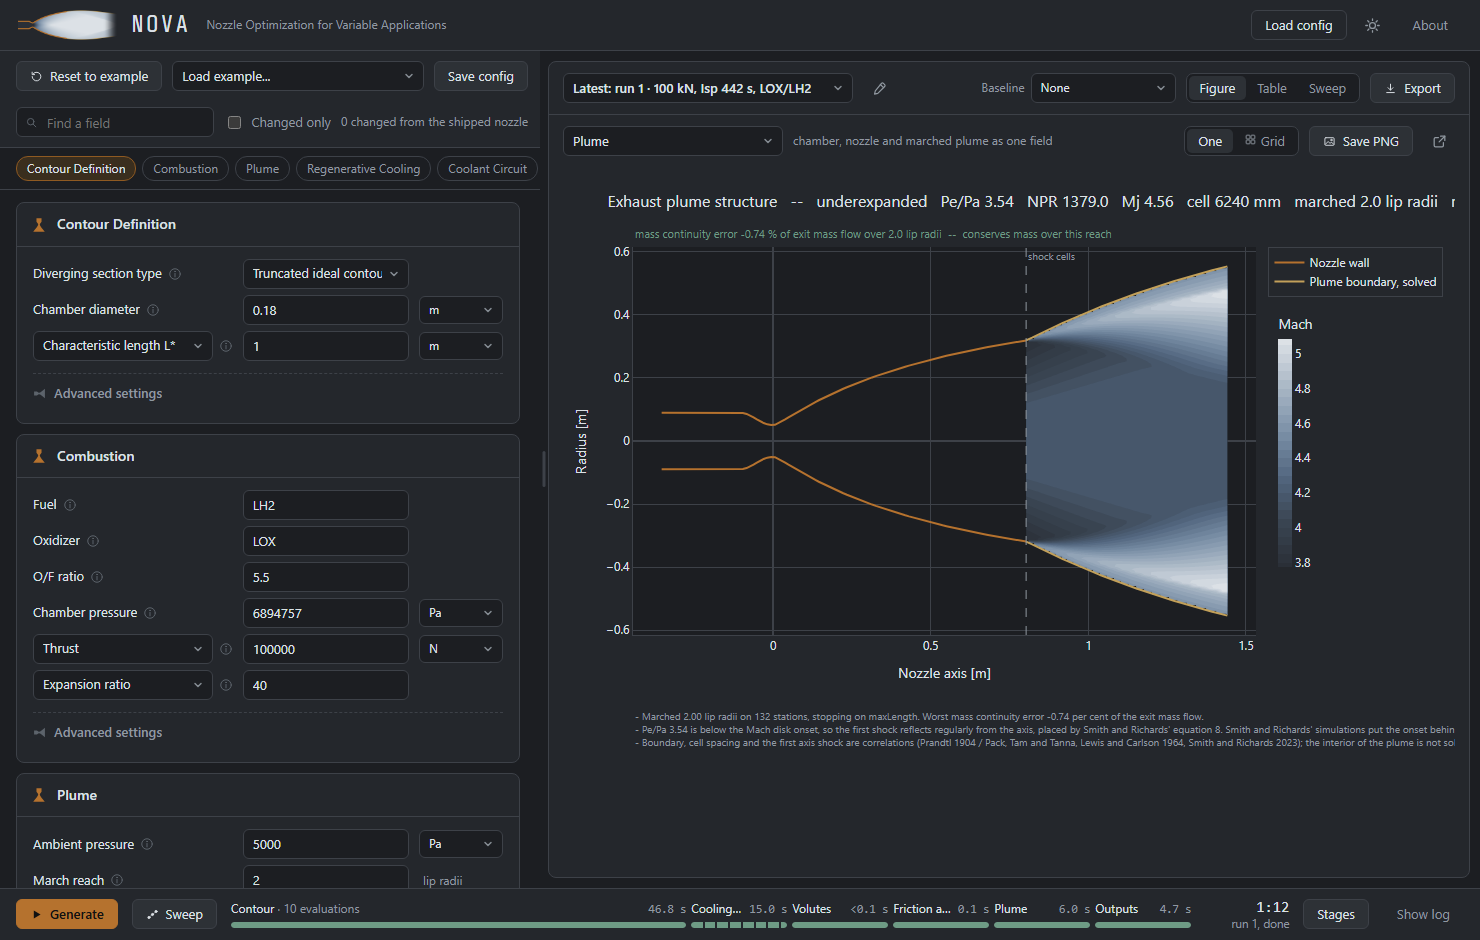 NOVA Nozzle Optimization for Variable Applications Load config About
Reset to example Load example... Save config
Find a field Changed only 0 changed from the shipped nozzle
Contour Definition Combustion Plume Regenerative Cooling Coolant Circuit
Contour Definition
Diverging section type Truncated ideal contou
Chamber diameter 0.18 m
Characteristic length L* 1 m
Advanced settings
Combustion
Fuel LH2
Oxidizer LOX
O/F ratio 5.5
Chamber pressure 6894757 Pa
Thrust 100000 N
Expansion ratio 40
Advanced settings
Plume
Ambient pressure 5000 Pa
March reach 2 lip radii
Latest: run 1 · 100 kN, Isp 442 s, LOX/LH2 Baseline None Figure Table Sweep Export
Plume chamber, nozzle and marched plume as one field One Grid Save PNG
Exhaust plume structure -- underexpanded Pe/Pa 3.54 NPR 1379.0 Mj 4.56 cell 6240 mm marched 2.0 lip radii
mass continuity error -0.74 % of exit mass flow over 2.0 lip radii -- conserves mass over this reach
shock cells
Nozzle wall
Plume boundary, solved
Mach
5
4.8
4.6
4.4
4.2
4
3.8
0.6
0.4
0.2
0
−0.2
−0.4
−0.6
Radius [m]
0 0.5 1 1.5
Nozzle axis [m]
- Marched 2.00 lip radii on 132 stations, stopping on maxLength. Worst mass continuity error -0.74 per cent of the exit mass flow.
- Pe/Pa 3.54 is below the Mach disk onset, so the first shock reflects regularly from the axis, placed by Smith and Richards' equation 8. Smith and Richards' simulations put the onset behin
- Boundary, cell spacing and the first axis shock are correlations (Prandtl 1904 / Pack, Tam and Tanna, Lewis and Carlson 1964, Smith and Richards 2023); the interior of the plume is not sol
Generate Sweep Contour · 10 evaluations 46.8 s Cooling... 15.0 s Volutes <0.1 s Friction a... 0.1 s Plume 6.0 s Outputs 4.7 s 1:12 Stages Show log
run 1, done